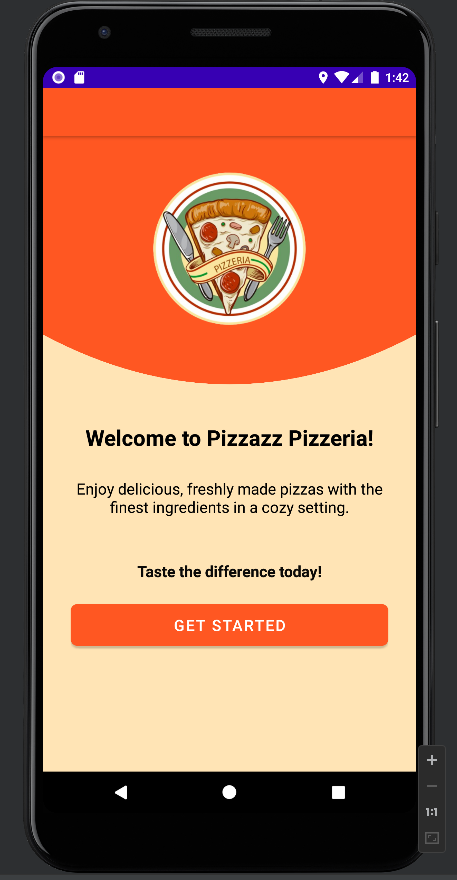 1:42
PIZZERIA
Welcome to Pizzazz Pizzeria!
Enjoy delicious, freshly made pizzas with the
finest ingredients in a cozy setting.
Taste the difference today!
GET STARTED
1:1